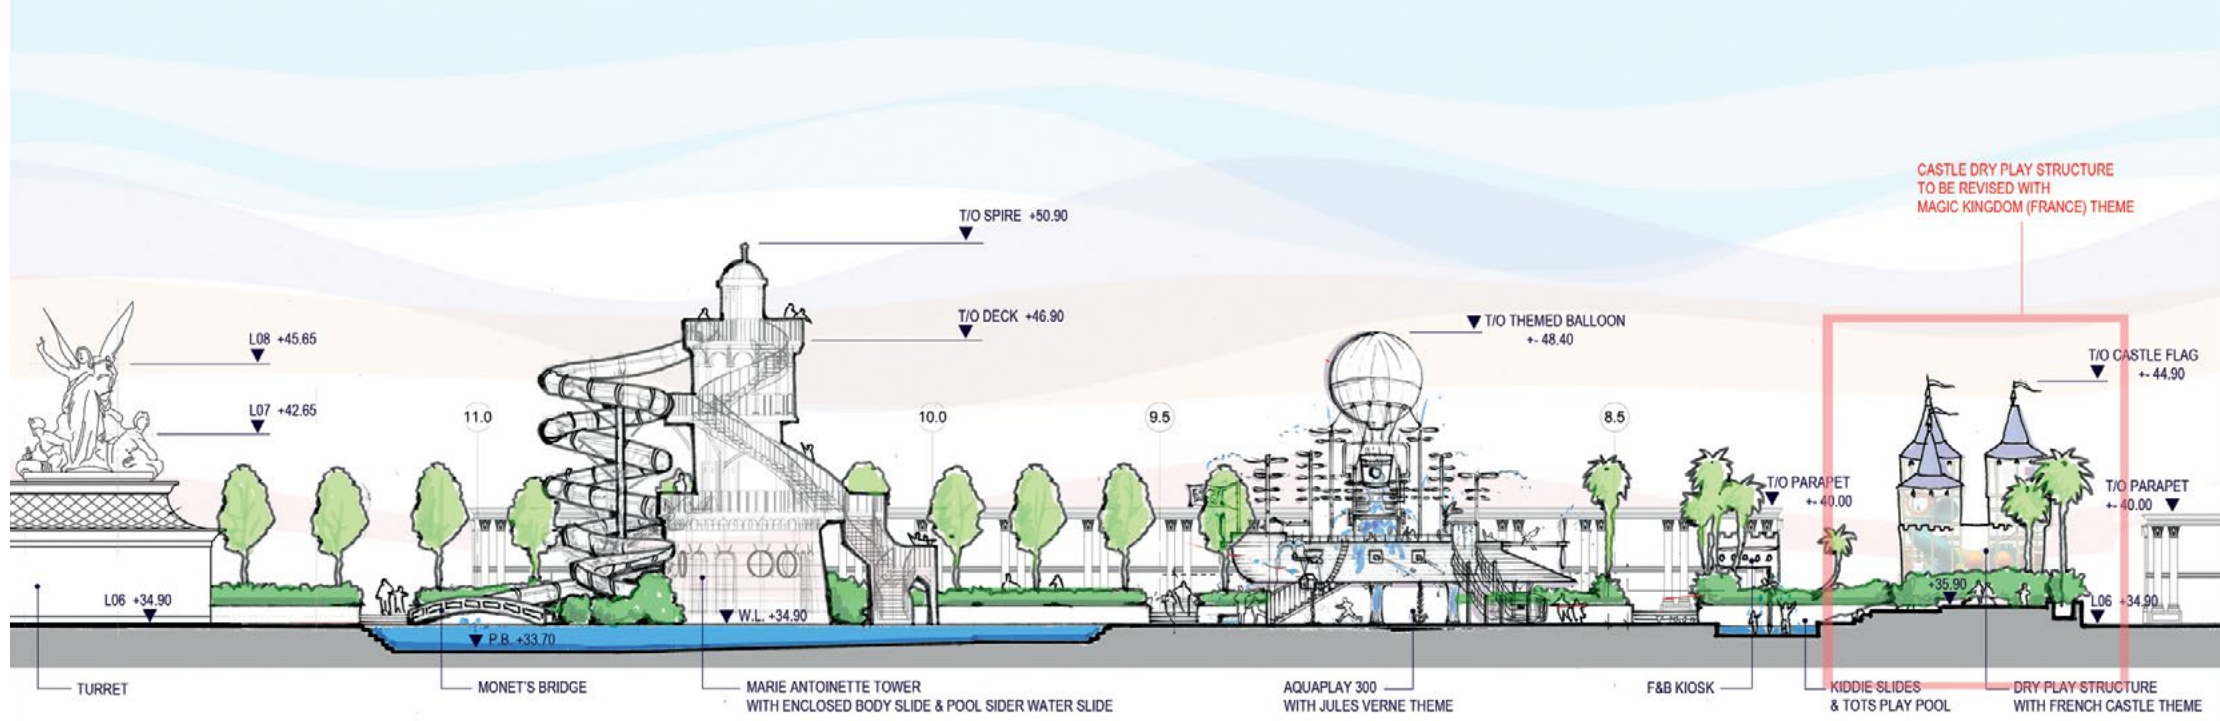 CASTLE DRY PLAY STRUCTURE
TO BE REVISED WITH
MAGIC KINGDOM (FRANCE) THEME
T/O SPIRE +50.90
T/O DECK +46.90
T/O THEMED BALLOON
+- 48.40
L08 +45.65
T/O CASTLE FLAG
+- 44.90
L07 +42.65
11.0
10.0
9.5
8.5
T/O PARAPET
+- 40.00
T/O PARAPET
+- 40.00
L06 +34.90
W.L. +34.90
P.B. +33.70
+35.90
L06 +34.90
TURRET
MONET'S BRIDGE
MARIE ANTOINETTE TOWER
WITH ENCLOSED BODY SLIDE & POOL SIDER WATER SLIDE
AQUAPLAY 300
WITH JULES VERNE THEME
F&B KIOSK
KIDDIE SLIDES
& TOTS PLAY POOL
DRY PLAY STRUCTURE
WITH FRENCH CASTLE THEME